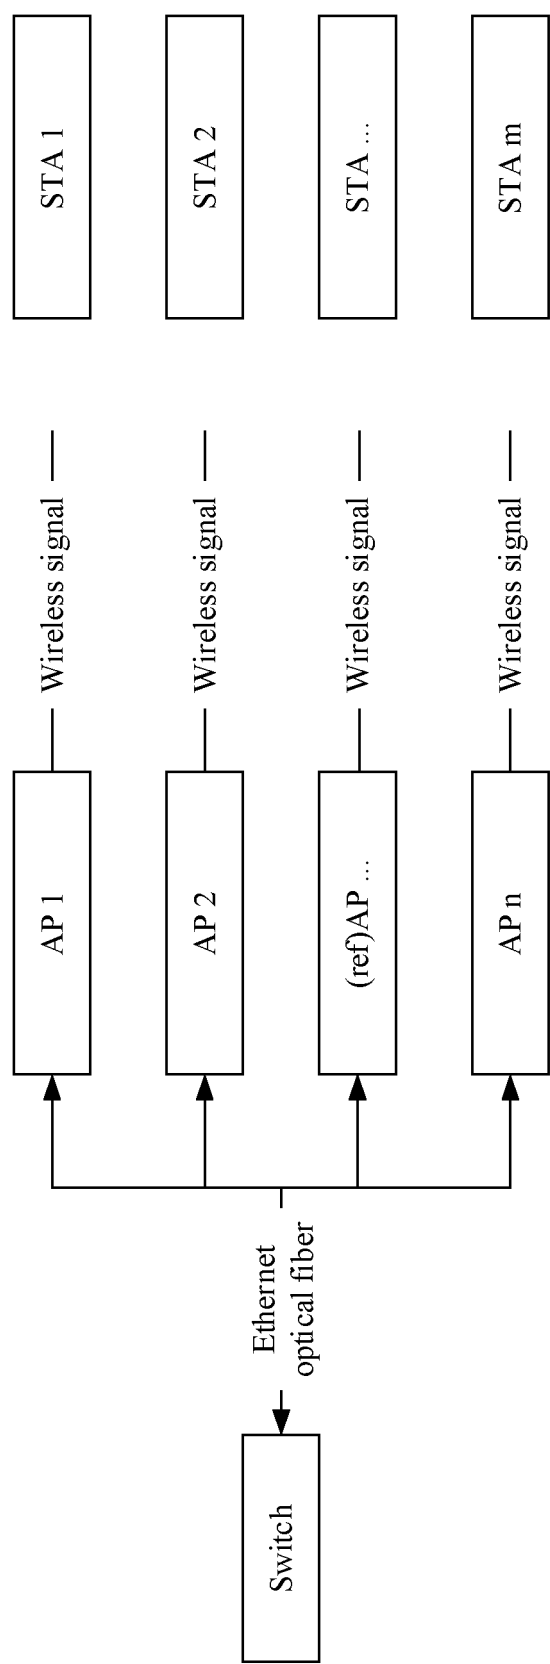 STA 1
STA 2
STA ...
STA m
Wireless signal
Wireless signal
Wireless signal
Wireless signal
AP 1
AP 2
(ref)AP ...
AP n
Ethernet
optical fiber
Switch